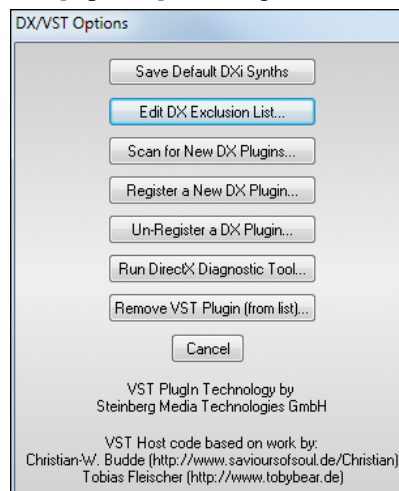 DX/VST Options
Save Default DXi Synths
Edit DX Exclusion List...
Scan for New DX Plugins...
Register a New DX Plugin...
Un-Register a DX Plugin...
Run DirectX Diagnostic Tool...
Remove VST Plugin (from list)...
Cancel
VST PlugIn Technology by
Steinberg Media Technologies GmbH
VST Host code based on work by:
Christian-W. Budde (http://www.savioursofsoul.de/Christian)
Tobias Fleischer (http://www.tobybear.de)